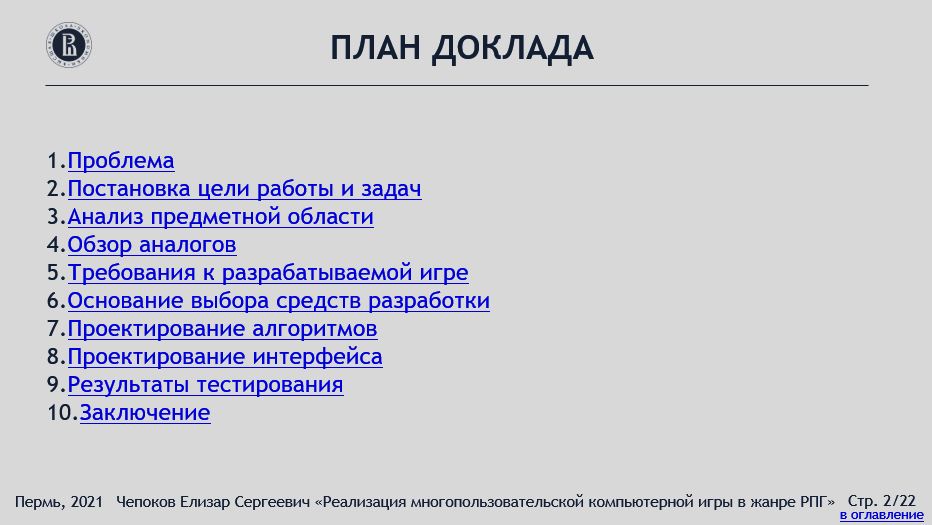 ПЛАН ДОКЛАДА
1.Проблема
2.Постановка цели работы и задач
3.Анализ предметной области
4.Обзор аналогов
5.Требования к разрабатываемой игре
6.Основание выбора средств разработки
7.Проектирование алгоритмов
8.Проектирование интерфейса
9.Результаты тестирования
10.Заключение
Пермь, 2021 Чепоков Елизар Сергеевич «Реализация многопользовательской компьютерной игры в жанре РПГ» Стр. 2/22
в оглавление